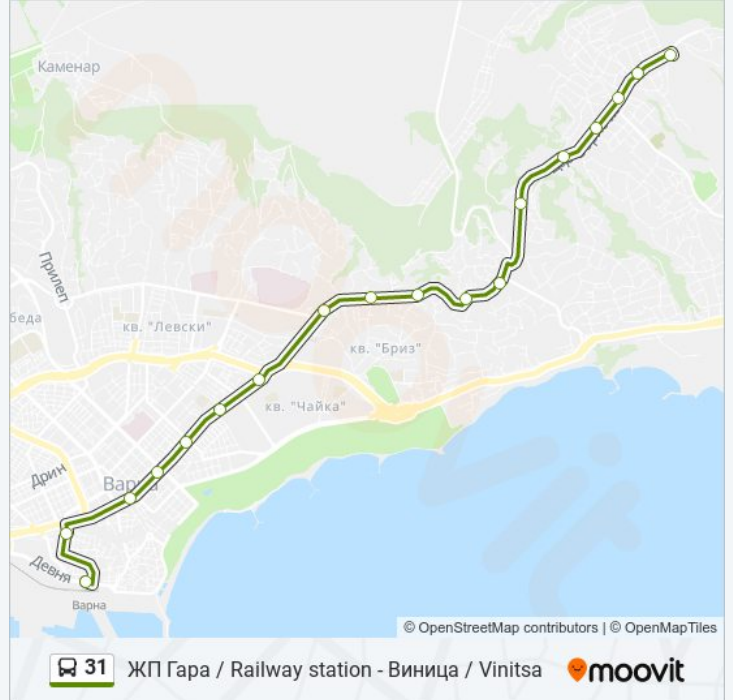 Каменар
Прилеп
беда
кв. "Левски"
кв. "Бриз"
кв. "Чайка"
Дрин
Варна
Девня
Варна
© OpenStreetMap contributors | © OpenMapTiles
31 ЖП Гара / Railway station - Виница / Vinitsa moovit